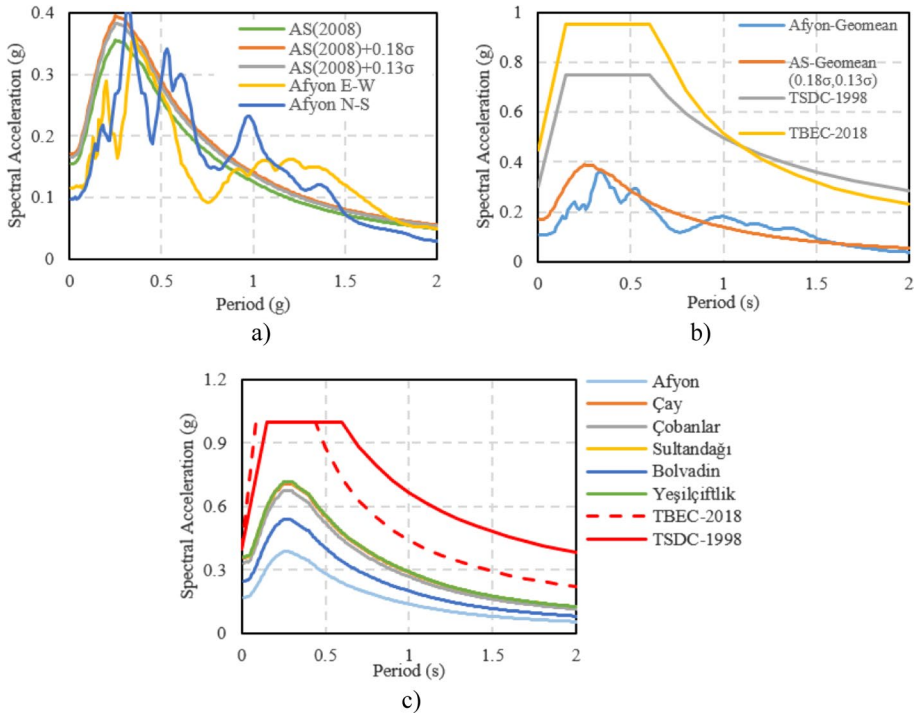 0.4
0.3
0.2
0.1
0
Spectral Acceleration (g)
0
0.5
1
1.5
2
Period (g)
AS(2008)
AS(2008)+0.18σ
AS(2008)+0.13σ
Afyon E-W
Afyon N-S
a)
1
0.8
0.6
0.4
0.2
0
Spectral Acceleration (g)
0
0.5
1
1.5
2
Period (s)
Afyon-Geomean
AS-Geomean
(0.18σ,0.13σ)
TSDC-1998
TBEC-2018
b)
1.2
0.9
0.6
0.3
0
Spectral Acceleration (g)
0
0.5
1
1.5
2
Period (s)
Afyon
Çay
Çobanlar
Sultandağı
Bolvadin
Yeşilçiftlik
TBEC-2018
TSDC-1998
c)